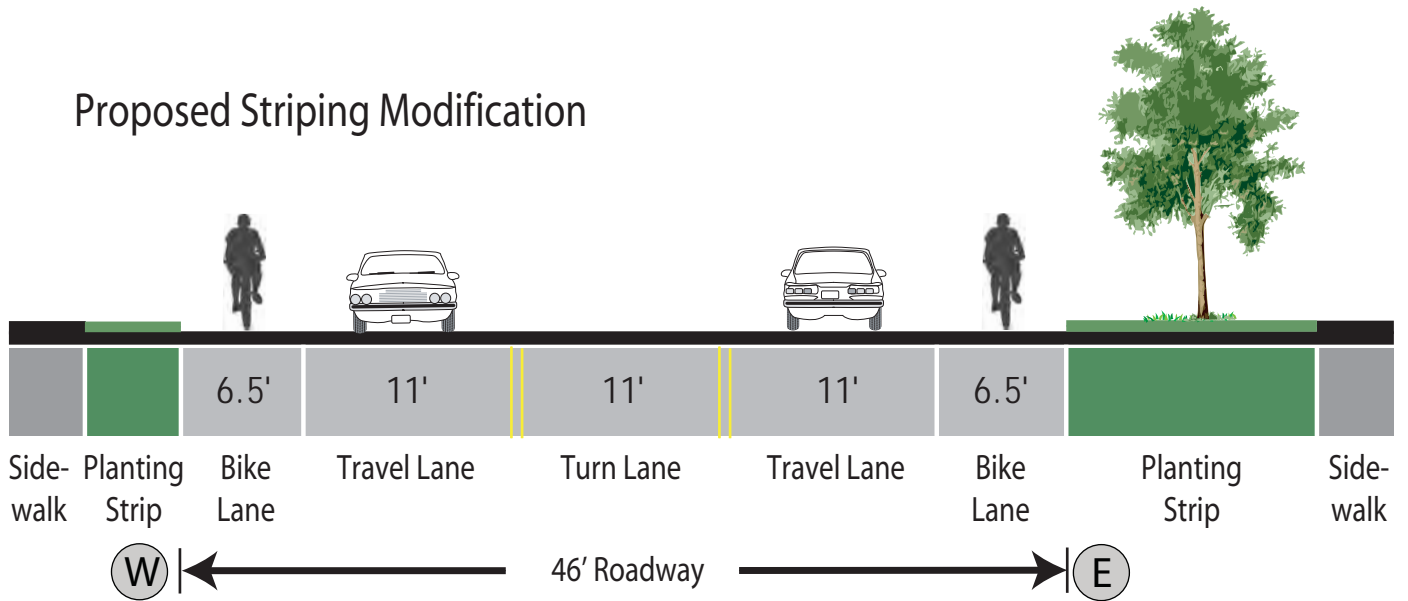 Proposed Striping Modification
6.5' 11' 11' 11' 6.5'
Side- Planting Bike Travel Lane Turn Lane Travel Lane Bike Planting Side-
walk Strip Lane Lane Strip walk
W 46’ Roadway E